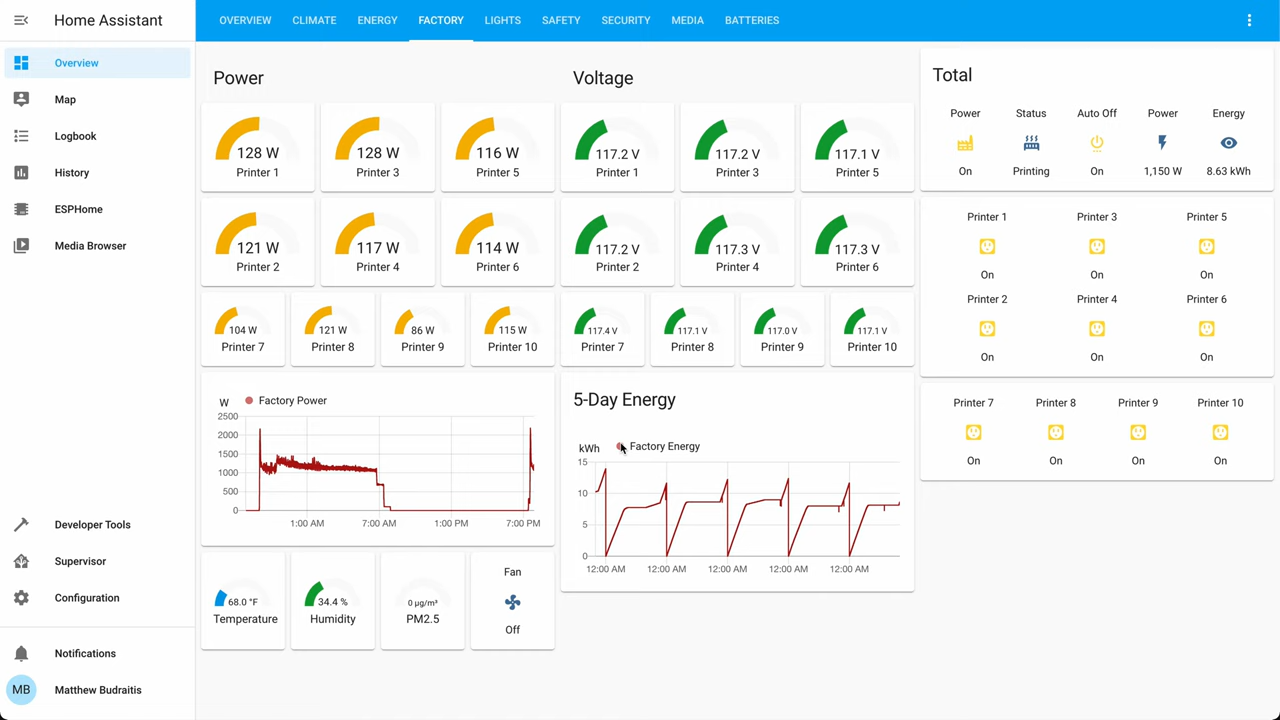 Home Assistant
OVERVIEW CLIMATE ENERGY FACTORY LIGHTS SAFETY SECURITY MEDIA BATTERIES
Overview
Map
Logbook
History
ESPHome
Media Browser
Developer Tools
Supervisor
Configuration
Notifications
MB Matthew Budraitis
Power
128 W 128 W 116 W
Printer 1 Printer 3 Printer 5
121 W 117 W 114 W
Printer 2 Printer 4 Printer 6
104 W 121 W 86 W 115 W
Printer 7 Printer 8 Printer 9 Printer 10
W Factory Power
2500
2000
1500
1000
500
0
1:00 AM 7:00 AM 1:00 PM 7:00 PM
68.0 °F 34.4 % 0 µg/m³
Temperature Humidity PM2.5
Fan
Off
Voltage
117.2 V 117.2 V 117.1 V
Printer 1 Printer 3 Printer 5
117.2 V 117.3 V 117.3 V
Printer 2 Printer 4 Printer 6
117.4 V 117.1 V 117.0 V 117.1 V
Printer 7 Printer 8 Printer 9 Printer 10
5-Day Energy
kWh Factory Energy
15
10
5
0
12:00 AM 12:00 AM 12:00 AM 12:00 AM 12:00 AM
Total
Power Status Auto Off Power Energy
On Printing On 1,150 W 8.63 kWh
Printer 1 Printer 3 Printer 5
On On On
Printer 2 Printer 4 Printer 6
On On On
Printer 7 Printer 8 Printer 9 Printer 10
On On On On